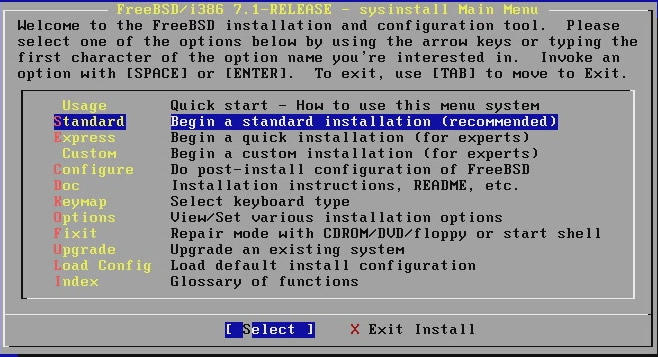 FreeBSD/i386 7.1-RELEASE - sysinstall Main Menu
Welcome to the FreeBSD installation and configuration tool.  Please
select one of the options below by using the arrow keys or typing the
first character of the option name you're interested in.  Invoke an
option with [SPACE] or [ENTER].  To exit, use [TAB] to move to Exit.
Usage Quick start - How to use this menu system
Standard Begin a standard installation (recommended)
Express Begin a quick installation (for experts)
Custom Begin a custom installation (for experts)
Configure Do post-install configuration of FreeBSD
Doc Installation instructions, README, etc.
Keymap Select keyboard type
Options View/Set various installation options
Fixit Repair mode with CDROM/DVD/floppy or start shell
Upgrade Upgrade an existing system
Load Config Load default install configuration
Index Glossary of functions
[ Select ] X Exit Install